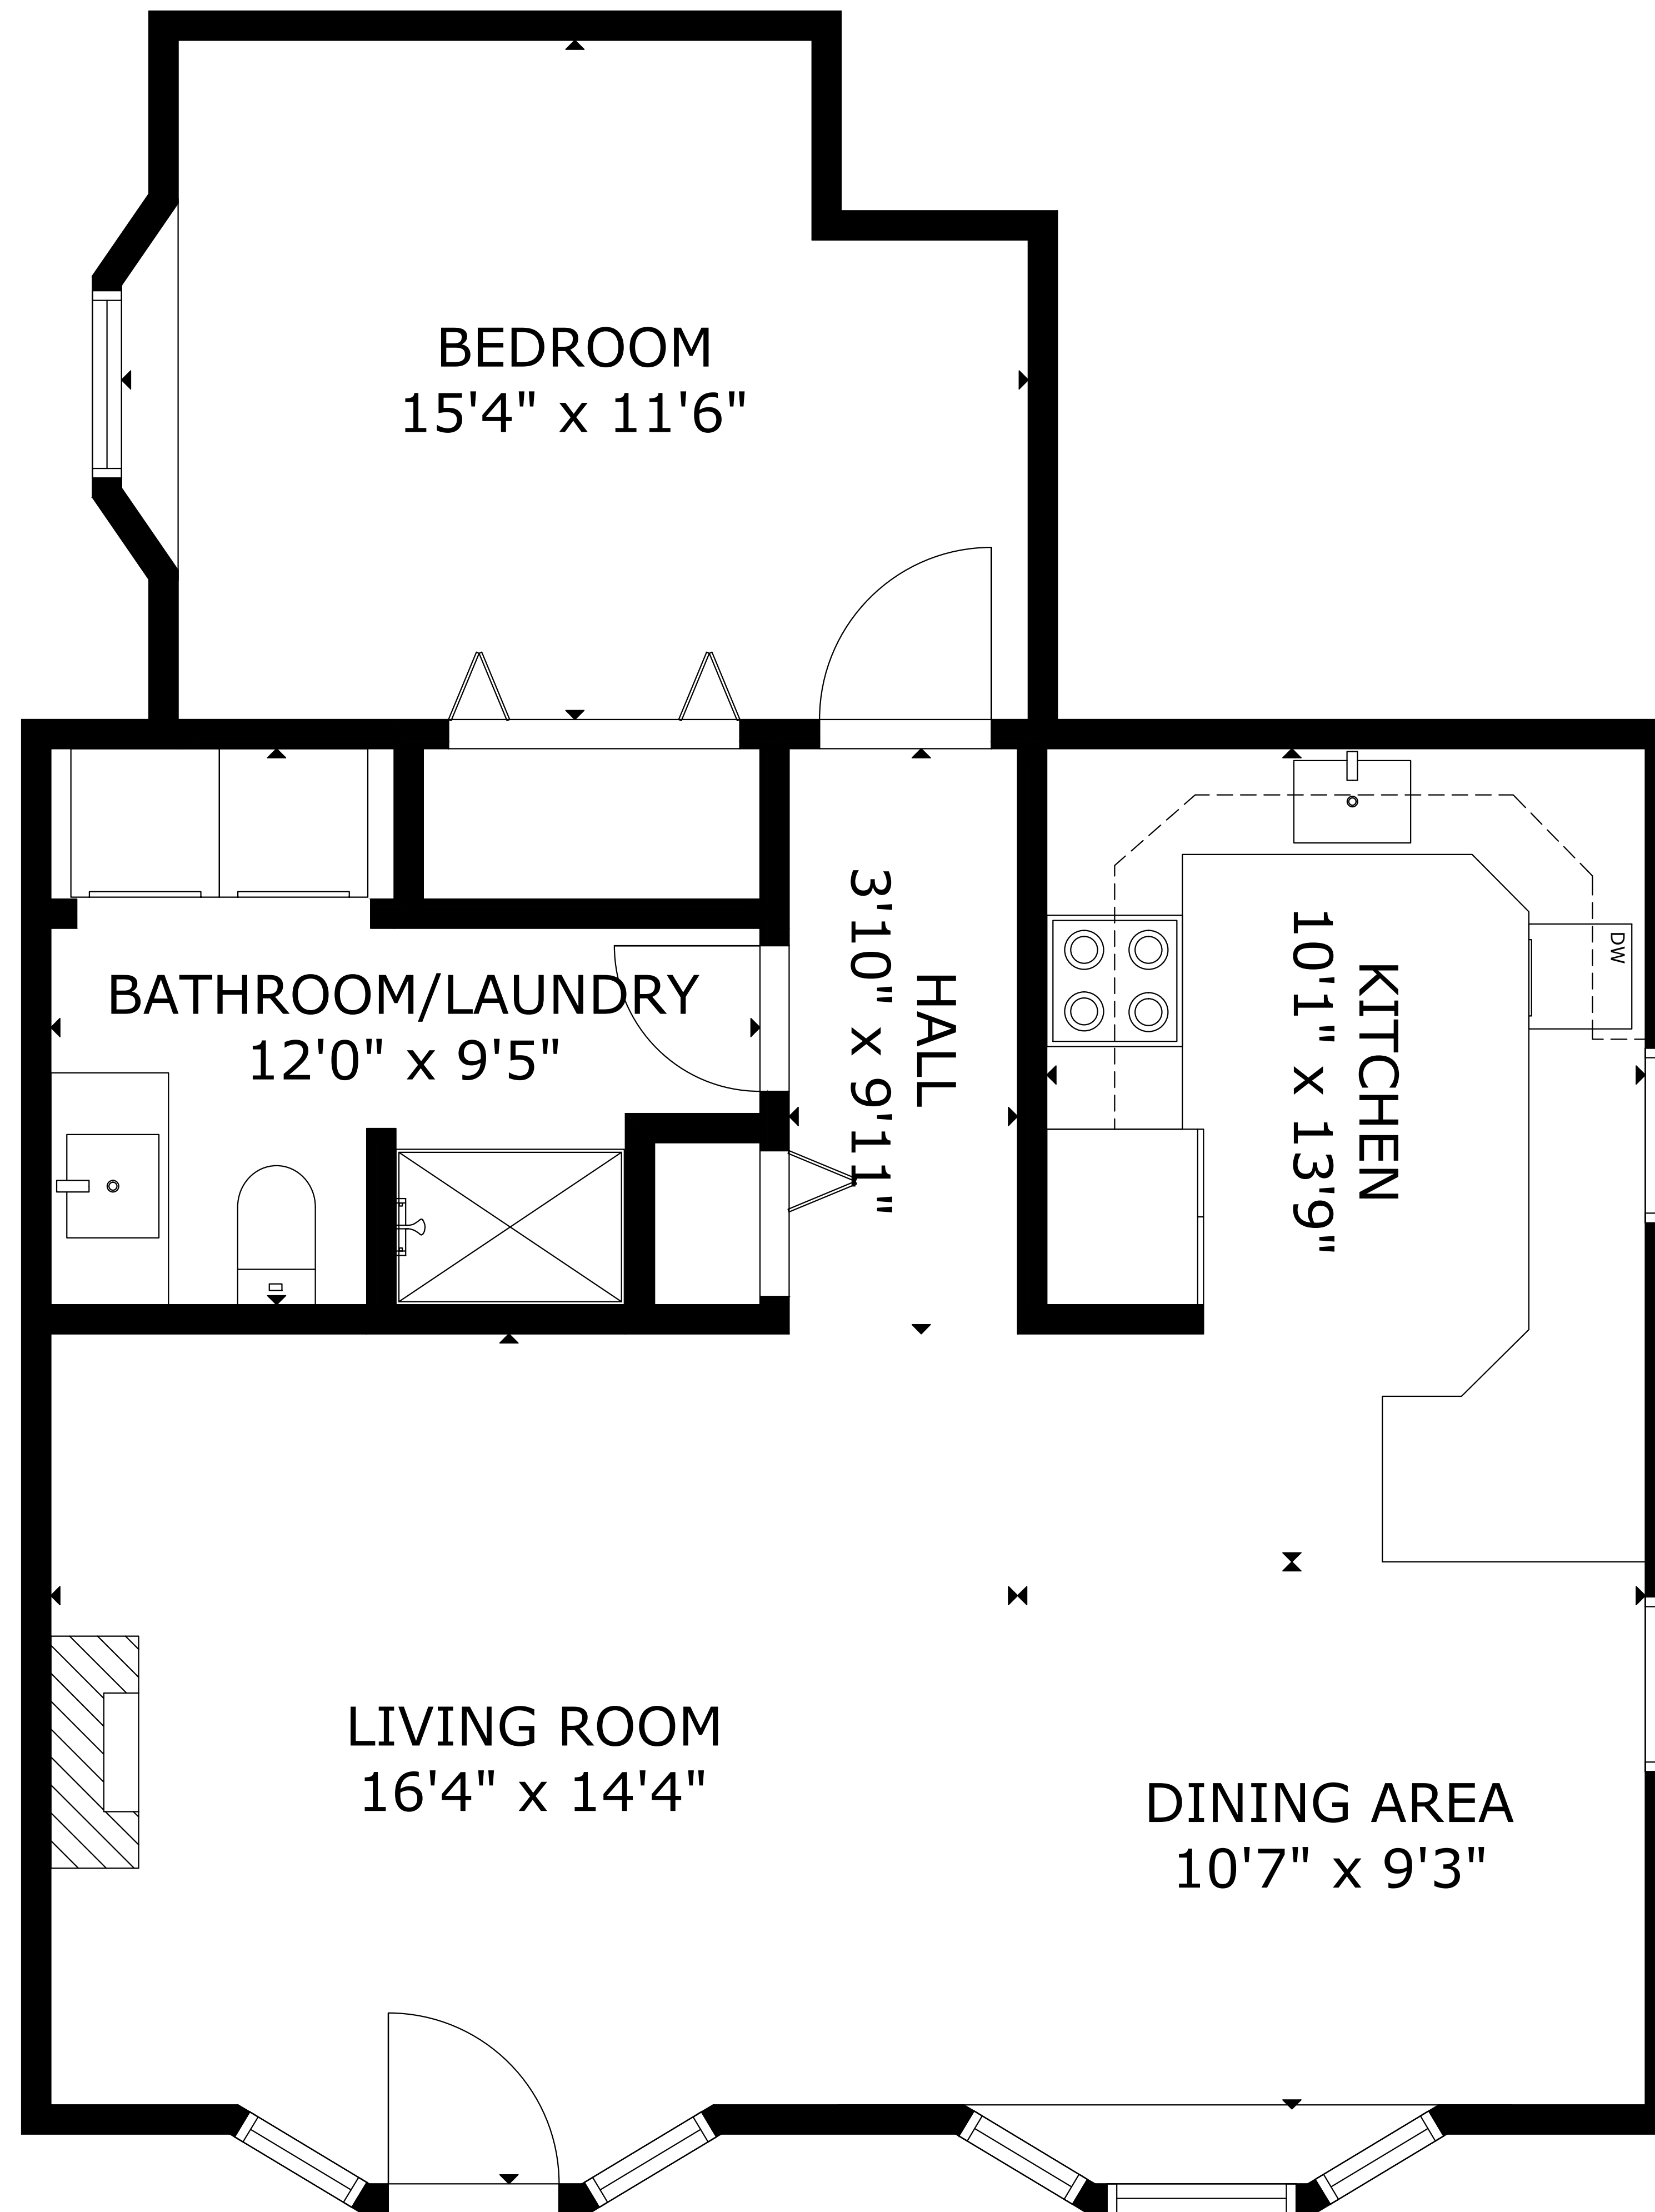 BEDROOM
15'4" x 11'6"
BATHROOM/LAUNDRY
12'0" x 9'5"
HALL
3'10" x 9'11"
KITCHEN
10'1" x 13'9"
DW
LIVING ROOM
16'4" x 14'4"
DINING AREA
10'7" x 9'3"